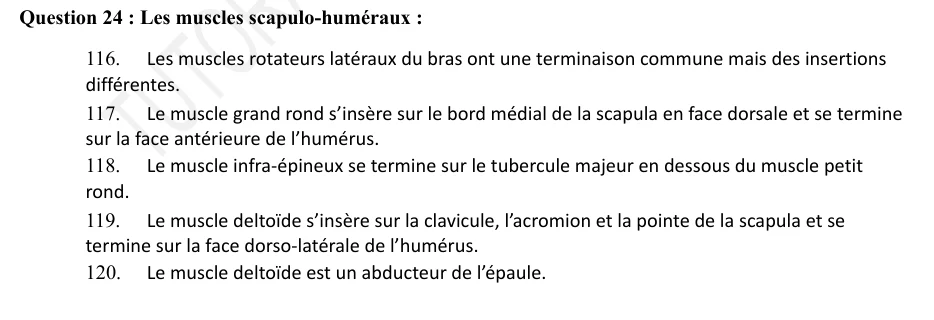 Question 24 : Les muscles scapulo-huméraux :
116. Les muscles rotateurs latéraux du bras ont une terminaison commune mais des insertions
différentes.
117. Le muscle grand rond s’insère sur le bord médial de la scapula en face dorsale et se termine
sur la face antérieure de l’humérus.
118. Le muscle infra-épineux se termine sur le tubercule majeur en dessous du muscle petit
rond.
119. Le muscle deltoïde s’insère sur la clavicule, l’acromion et la pointe de la scapula et se
termine sur la face dorso-latérale de l’humérus.
120. Le muscle deltoïde est un abducteur de l’épaule.